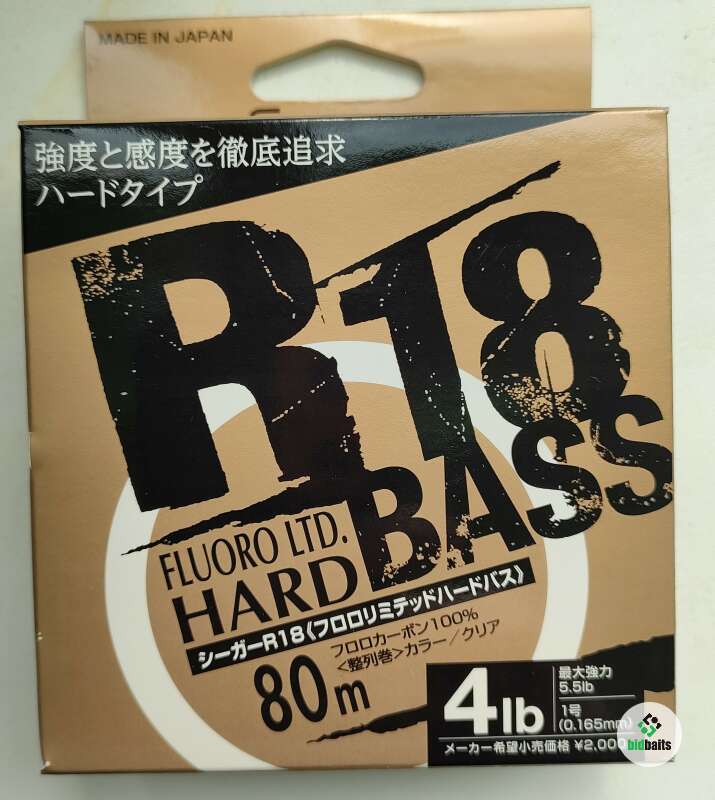 MADE IN JAPAN
強度と感度を徹底追求
ハードタイプ
R18
BASS
FLUORO LTD.
HARD
シーガーR18〈フロロリミテッドハードバス〉
フロロカーボン100%
<整列巻>カラー/クリア
80m
4lb
最大強力
5.5lb
1号
(0.165mm)
メーカー希望小売価格 ¥2,000
bidbaits